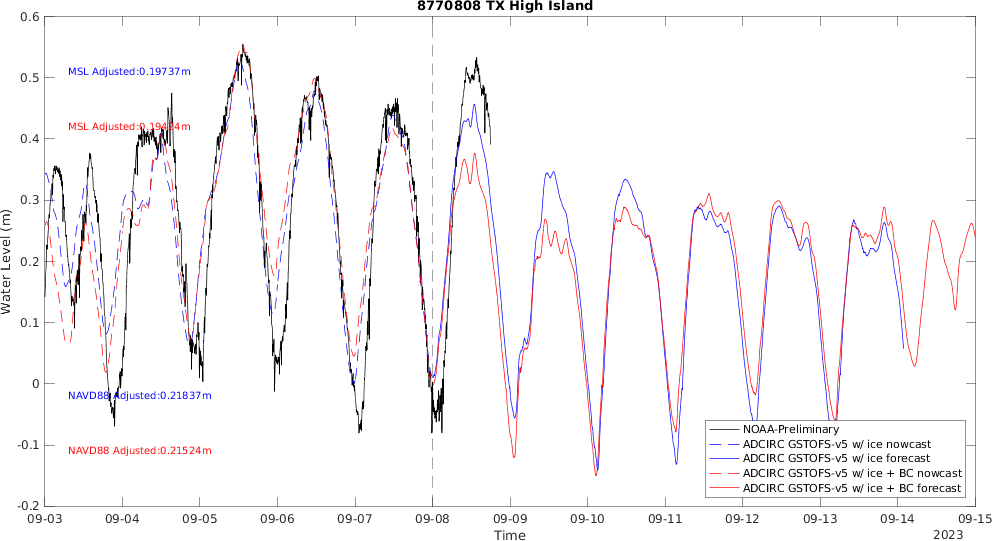 8770808 TX High Island
0.6
0.5
0.4
0.3
0.2
0.1
0
-0.1
-0.2
Water Level (m)
MSL Adjusted:0.19737m
MSL Adjusted:0.19424m
NAVD88 Adjusted:0.21837m
NAVD88 Adjusted:0.21524m
NOAA-Preliminary
ADCIRC GSTOFS-v5 w/ ice nowcast
ADCIRC GSTOFS-v5 w/ ice forecast
ADCIRC GSTOFS-v5 w/ ice + BC nowcast
ADCIRC GSTOFS-v5 w/ ice + BC forecast
09-03 09-04 09-05 09-06 09-07 09-08 09-09 09-10 09-11 09-12 09-13 09-14 09-15
Time
2023